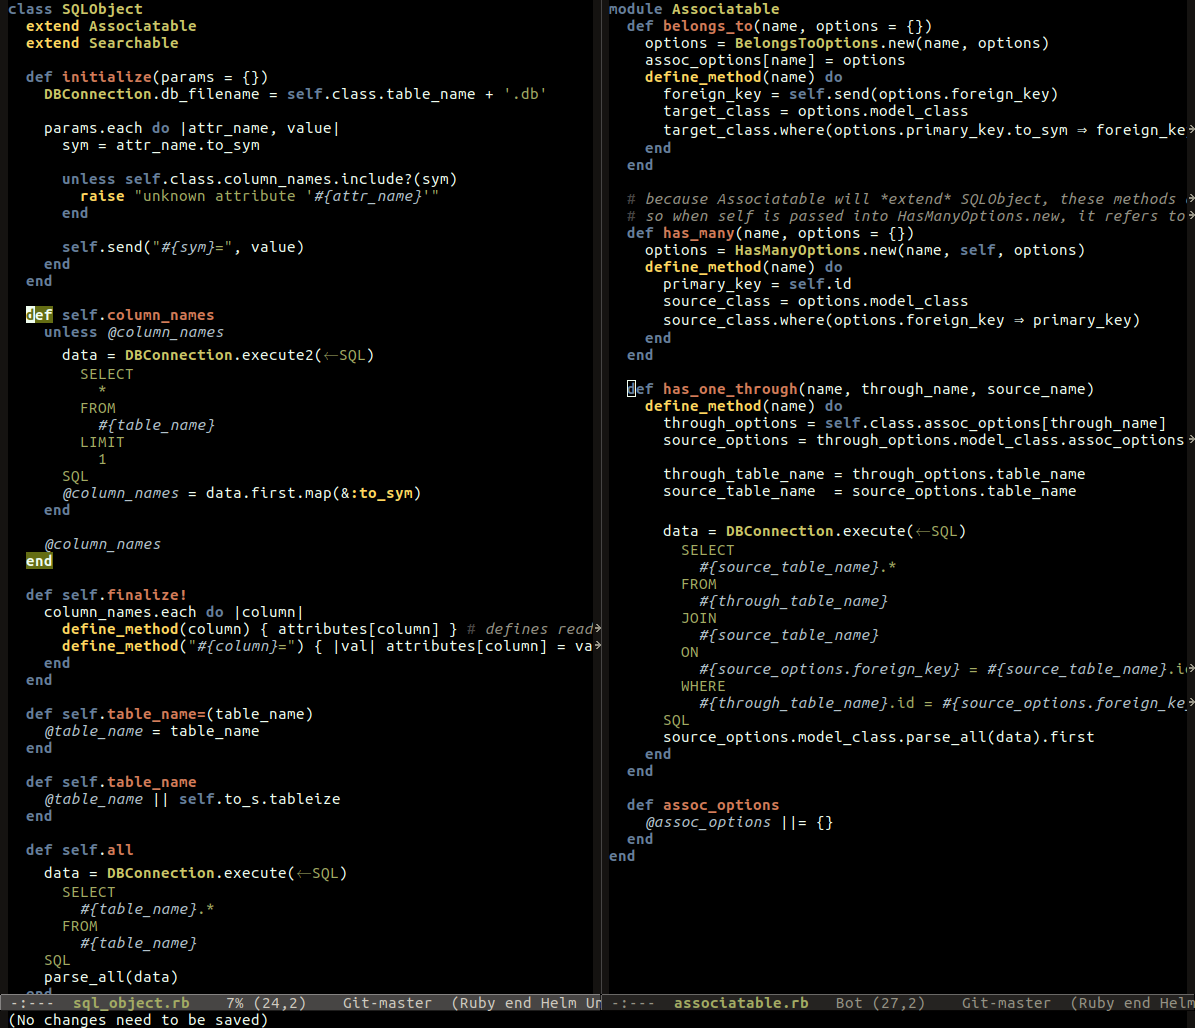 class SQLObject
  extend Associatable
  extend Searchable

  def initialize(params = {})
    DBConnection.db_filename = self.class.table_name + '.db'

    params.each do |attr_name, value|
      sym = attr_name.to_sym

      unless self.class.column_names.include?(sym)
        raise "unknown attribute '#{attr_name}'"
      end

      self.send("#{sym}=", value)
    end
  end

  def self.column_names
    unless @column_names
      data = DBConnection.execute2(←SQL)
        SELECT
          *
        FROM
          #{table_name}
        LIMIT
          1
      SQL
      @column_names = data.first.map(&:to_sym)
    end

    @column_names
  end

  def self.finalize!
    column_names.each do |column|
      define_method(column) { attributes[column] } # defines read
      define_method("#{column}=") { |val| attributes[column] = va
    end
  end

  def self.table_name=(table_name)
    @table_name = table_name
  end

  def self.table_name
    @table_name || self.to_s.tableize
  end

  def self.all
    data = DBConnection.execute(←SQL)
      SELECT
        #{table_name}.*
      FROM
        #{table_name}
    SQL
    parse_all(data)
  end
-:---  sql_object.rb    7% (24,2)    Git-master  (Ruby end Helm Un
module Associatable
  def belongs_to(name, options = {})
    options = BelongsToOptions.new(name, options)
    assoc_options[name] = options
    define_method(name) do
      foreign_key = self.send(options.foreign_key)
      target_class = options.model_class
      target_class.where(options.primary_key.to_sym ⇒ foreign_ke
    end
  end

  # because Associatable will *extend* SQLObject, these methods
  # so when self is passed into HasManyOptions.new, it refers to
  def has_many(name, options = {})
    options = HasManyOptions.new(name, self, options)
    define_method(name) do
      primary_key = self.id
      source_class = options.model_class
      source_class.where(options.foreign_key ⇒ primary_key)
    end
  end

  def has_one_through(name, through_name, source_name)
    define_method(name) do
      through_options = self.class.assoc_options[through_name]
      source_options = through_options.model_class.assoc_options

      through_table_name = through_options.table_name
      source_table_name  = source_options.table_name

      data = DBConnection.execute(←SQL)
        SELECT
          #{source_table_name}.*
        FROM
          #{through_table_name}
        JOIN
          #{source_table_name}
        ON
          #{source_options.foreign_key} = #{source_table_name}.i
        WHERE
          #{through_table_name}.id = #{source_options.foreign_ke
      SQL
      source_options.model_class.parse_all(data).first
    end
  end

  def assoc_options
    @assoc_options ||= {}
  end
end
-:---  associatable.rb   Bot (27,2)    Git-master  (Ruby end Helm
(No changes need to be saved)